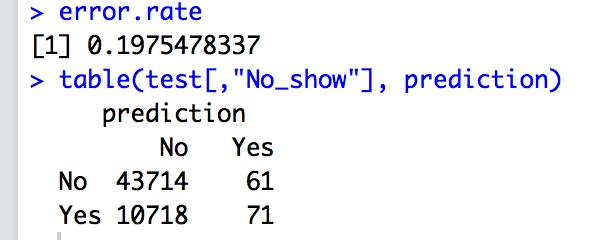 > error.rate
[1] 0.1975478337
> table(test[,"No_show"], prediction)
prediction
No Yes
No 43714 61
Yes 10718 71